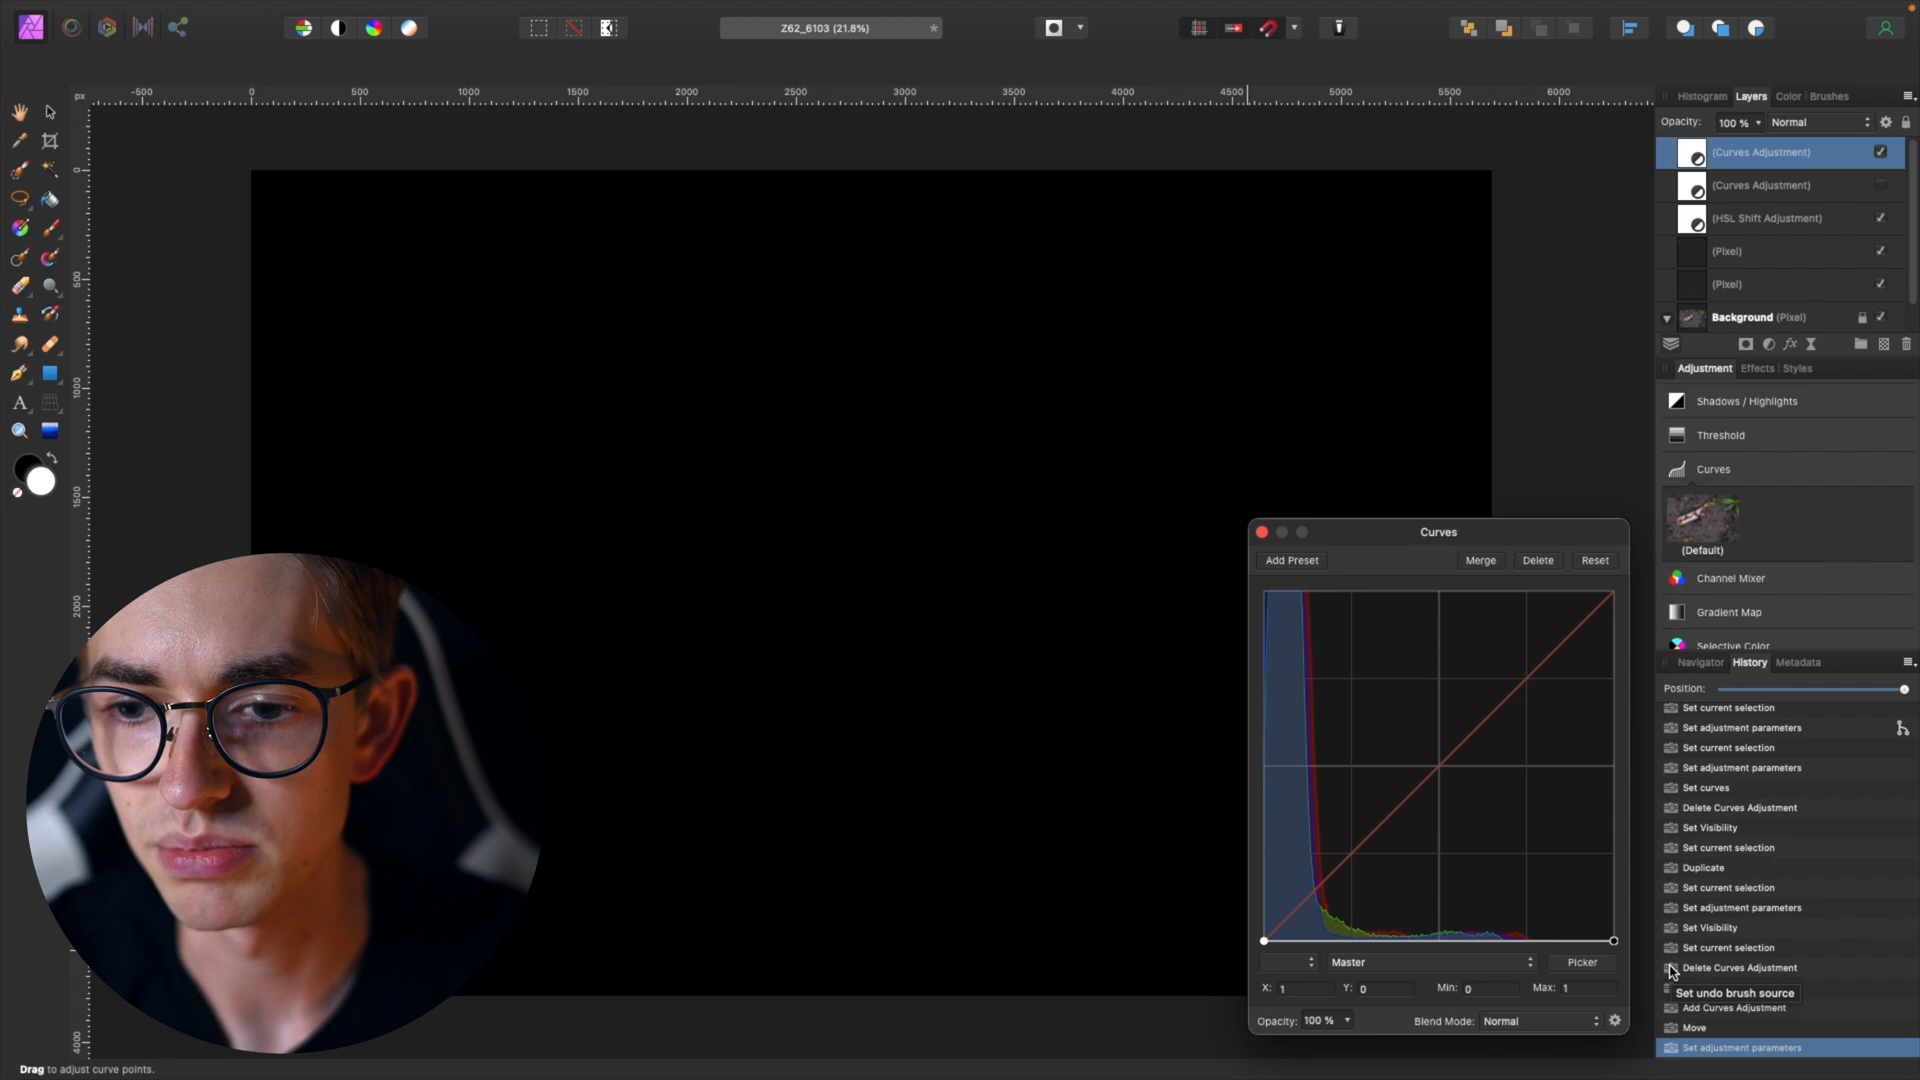 Z62_6103 (21.8%)
px
-500
0
500
1000
1500
2000
2500
3000
3500
4000
4500
5000
5500
6000
0
500
1000
1500
2000
4000
A
Histogram
Layers
Color
Brushes
Opacity:
100 %
Normal
(Curves Adjustment)
(Curves Adjustment)
(HSL Shift Adjustment)
(Pixel)
(Pixel)
Background (Pixel)
fx
Adjustment
Effects
Styles
Shadows / Highlights
Threshold
Curves
(Default)
Channel Mixer
Gradient Map
Selective Color
Navigator
History
Metadata
Position:
Set current selection
Set adjustment parameters
Set current selection
Set adjustment parameters
Set curves
Delete Curves Adjustment
Set Visibility
Set current selection
Duplicate
Set current selection
Set adjustment parameters
Set Visibility
Set current selection
Delete Curves Adjustment
Set undo brush source
Add Curves Adjustment
Move
Set adjustment parameters
Curves
Add Preset
Merge
Delete
Reset
Master
Picker
X: 1
Y: 0
Min: 0
Max: 1
Opacity: 100 %
Blend Mode: Normal
Drag to adjust curve points.